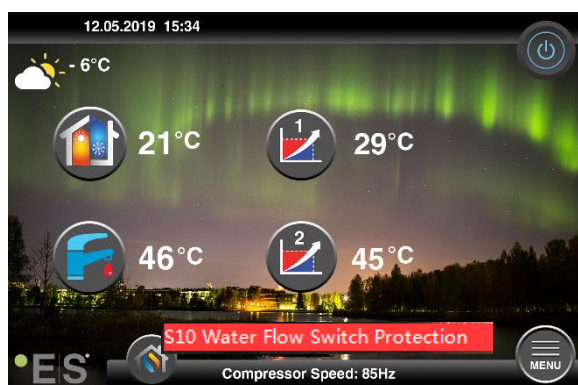 12.05.2019 15:34
- 6°C
21°C
1
29°C
46°C
2
45°C
S10 Water Flow Switch Protection
ES
Compressor Speed: 85Hz
MENU